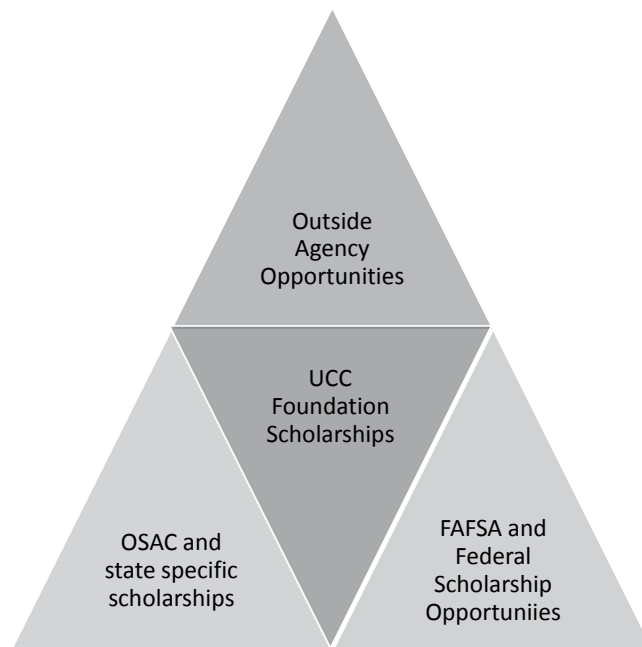 Outside
Agency
Opportunities
UCC
Foundation
Scholarships
OSAC and
state specific
scholarships
FAFSA and
Federal
Scholarship
Opportuniies